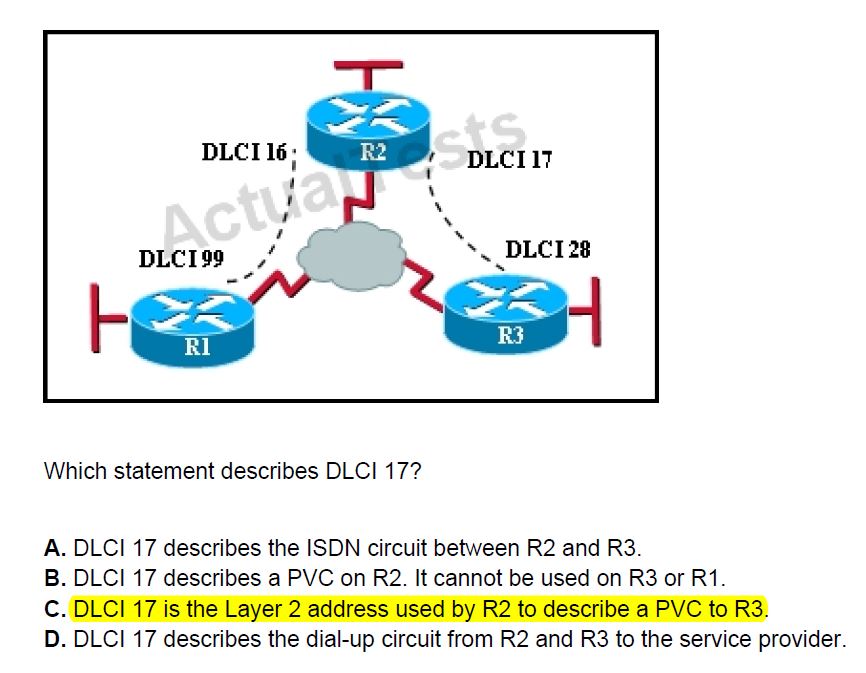 R2
DLCI 16
DLCI 17
ActualTests
DLCI 99
DLCI 28
R1
R3
Which statement describes DLCI 17?
A. DLCI 17 describes the ISDN circuit between R2 and R3.
B. DLCI 17 describes a PVC on R2. It cannot be used on R3 or R1.
C. DLCI 17 is the Layer 2 address used by R2 to describe a PVC to R3.
D. DLCI 17 describes the dial-up circuit from R2 and R3 to the service provider.